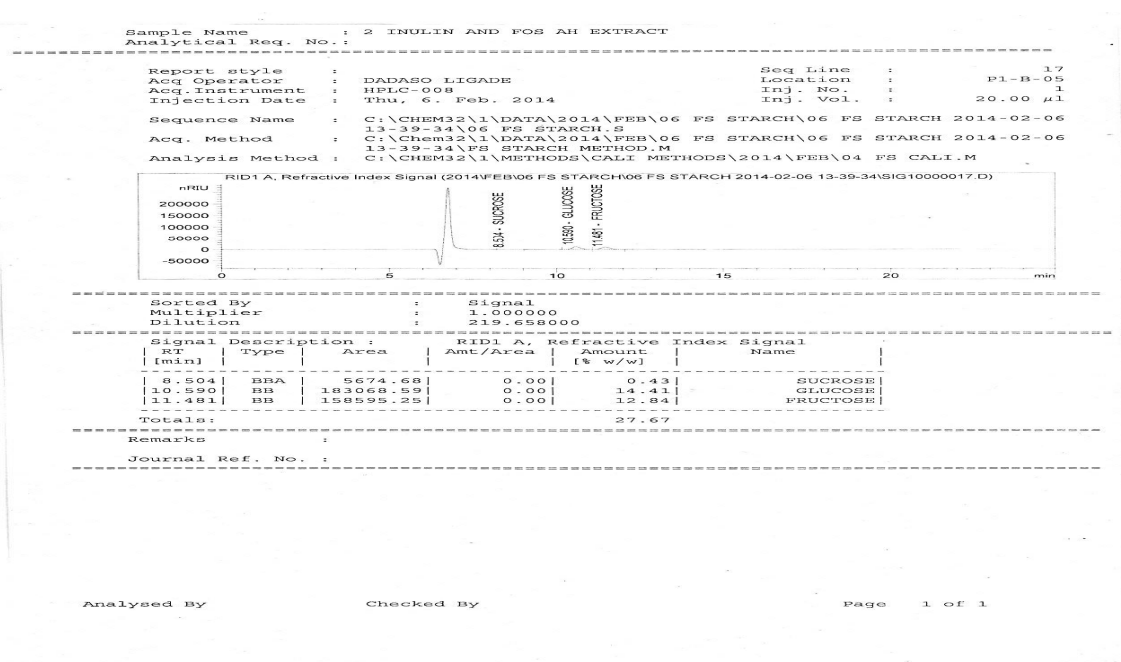 Sample Name : 2 INULIN AND FOS AH EXTRACT
Analytical Req. No.:
Report style : Seq Line : 17
Acq Operator : DADASO LIGADE Location : P1-B-05
Acq.Instrument : HPLC-008 Inj. No. : 1
Injection Date : Thu, 6. Feb. 2014 Inj. Vol. : 20.00 µl
Sequence Name : C:\CHEM32\1\DATA\2014\FEB\06 FS STARCH\06 FS STARCH 2014-02-06
13-39-34\06 FS STARCH.S
Acq. Method : C:\Chem32\1\DATA\2014\FEB\06 FS STARCH\06 FS STARCH 2014-02-06
13-39-34\FS STARCH METHOD.M
Analysis Method : C:\CHEM32\1\METHODS\CALI METHODS\2014\FEB\04 FS CALI.M
RID1 A, Refractive Index Signal (2014\FEB\06 FS STARCH\06 FS STARCH 2014-02-06 13-39-34\SIG10000017.D)
nRIU
200000
150000
100000
50000
0
-50000
8.504 - SUCROSE
10.590 - GLUCOSE
11.481 - FRUCTOSE
0 5 10 15 20 min
Sorted By : Signal
Multiplier : 1.000000
Dilution : 219.658000
Signal Description : RID1 A, Refractive Index Signal
| RT | Type | Area | Amt/Area | Amount | Name |
| [min] | | | | [% w/w] | |
| 8.504| BBA | 5674.68| 0.00| 0.43| SUCROSE|
|10.590| BB | 183068.59| 0.00| 14.41| GLUCOSE|
|11.481| BB | 158595.25| 0.00| 12.84| FRUCTOSE|
Totals: 27.67
Remarks :
Journal Ref. No. :
Analysed By Checked By Page 1 of 1